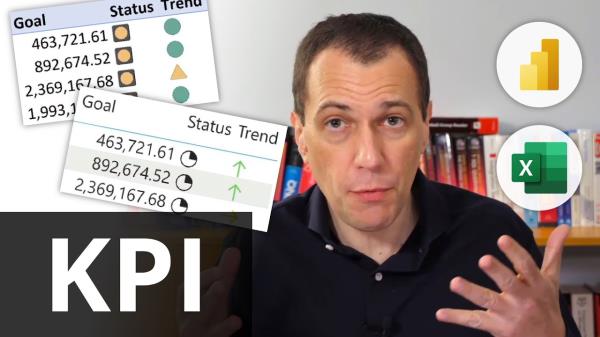 Goal Status Trend
463,721.61
892,674.52
2,369,167.68
1,993,1
Goal Status Trend
463,721.61
892,674.52
2,369,167.68
KPI
X